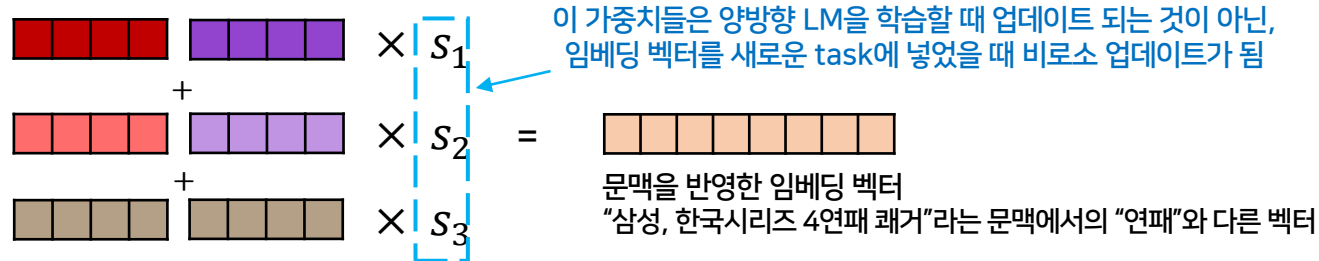 이 가중치들은 양방향 LM을 학습할 때 업데이트 되는 것이 아닌,
임베딩 벡터를 새로운 task에 넣었을 때 비로소 업데이트가 됨
× s₁
+
× s₂ =
+
× s₃
문맥을 반영한 임베딩 벡터
“삼성, 한국시리즈 4연패 쾌거”라는 문맥에서의 “연패”와 다른 벡터